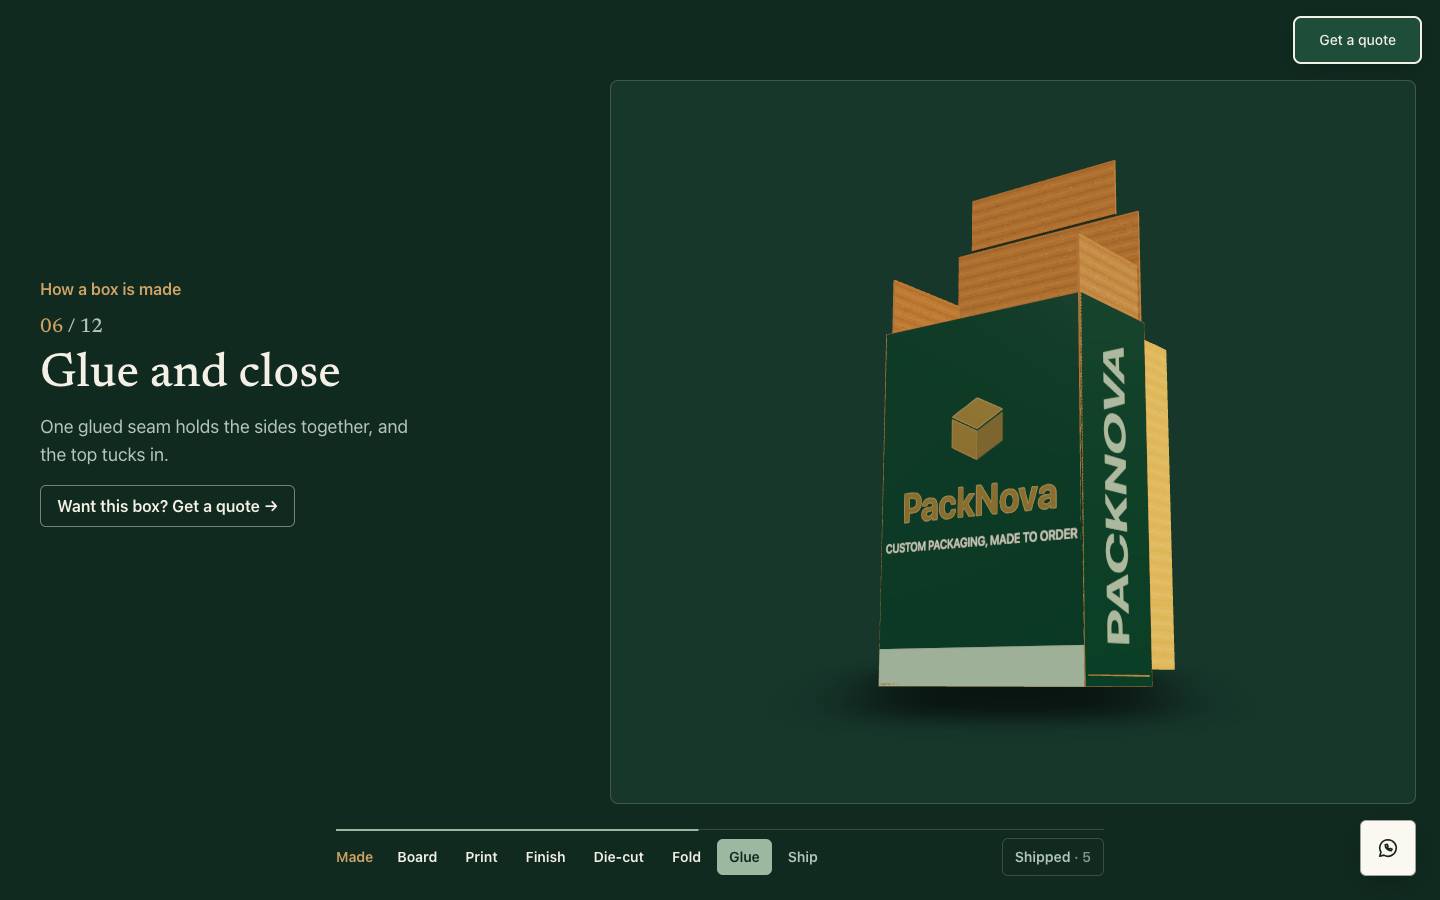 Get a quote
How a box is made
06 / 12
Glue and close
One glued seam holds the sides together, and
the top tucks in.
Want this box? Get a quote →
PackNova
CUSTOM PACKAGING, MADE TO ORDER
PACKNOVA
Made Board Print Finish Die-cut Fold Glue Ship
Shipped · 5